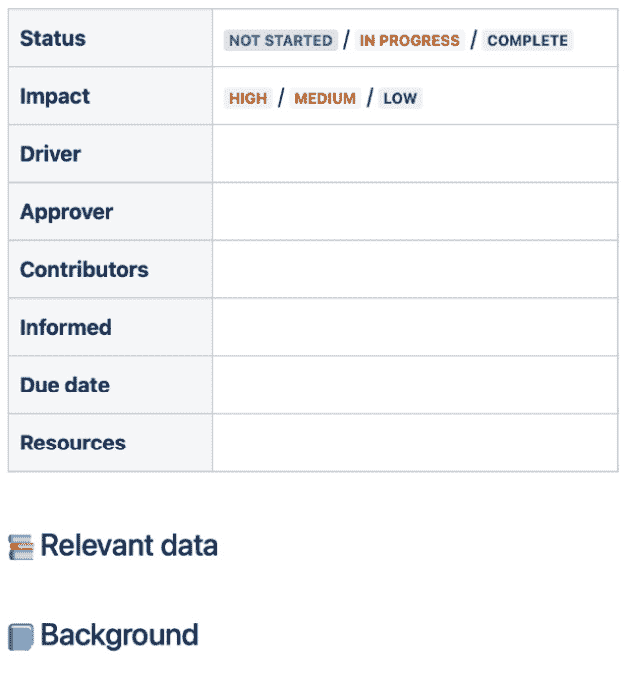 Status NOT STARTED / IN PROGRESS / COMPLETE
Impact HIGH / MEDIUM / LOW
Driver
Approver
Contributors
Informed
Due date
Resources
Relevant data
Background